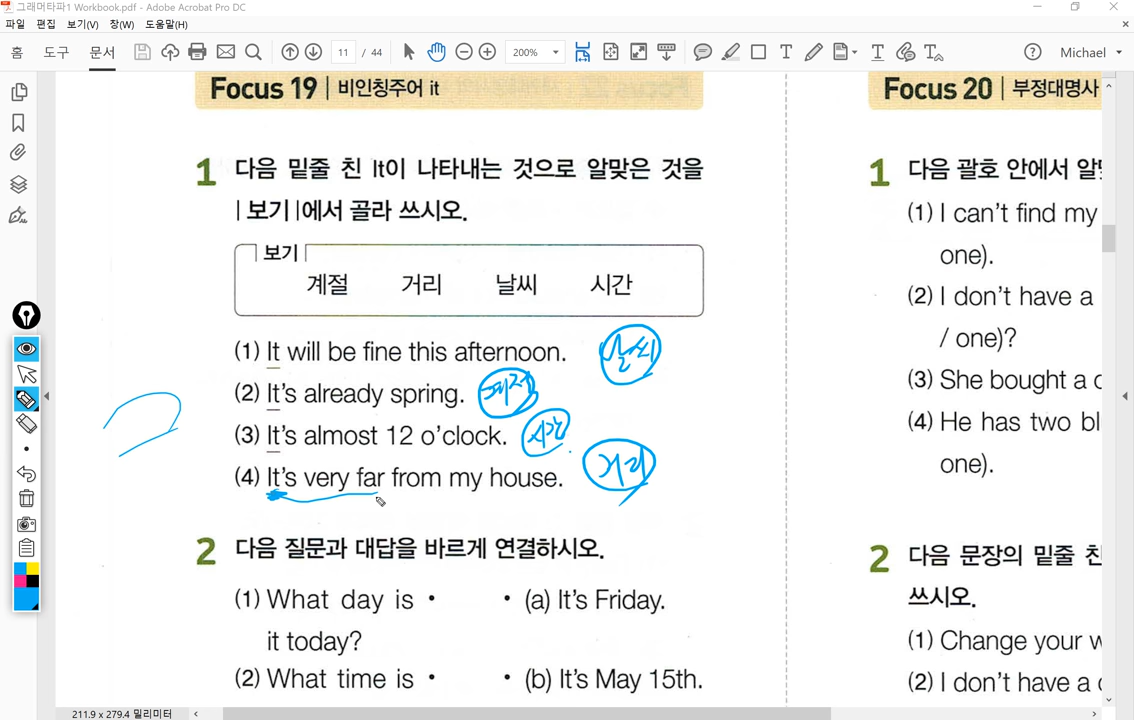 그래머타파1 Workbook.pdf - Adobe Acrobat Pro DC
파일 편집 보기(V) 창(W) 도움말(H)
홈 도구 문서 11 / 44 200% Michael
Focus 19 | 비인칭주어 it
1 다음 밑줄 친 It이 나타내는 것으로 알맞은 것을
|보기|에서 골라 쓰시오.
보기
계절 거리 날씨 시간
(1) It will be fine this afternoon. 날씨
(2) It's already spring. 계절
(3) It's almost 12 o'clock. 시간
(4) It's very far from my house. 거리
2 다음 질문과 대답을 바르게 연결하시오.
(1) What day is • • (a) It's Friday.
it today?
(2) What time is • • (b) It's May 15th.
Focus 20 | 부정대명사
1 다음 괄호 안에서
(1) I can't find my
one).
(2) I don't have a
/ one)?
(3) She bought a
(4) He has two
one).
2 다음 문장의 밑줄 친
쓰시오.
(1) Change your
(2) I don't have a
211.9 x 279.4 밀리미터